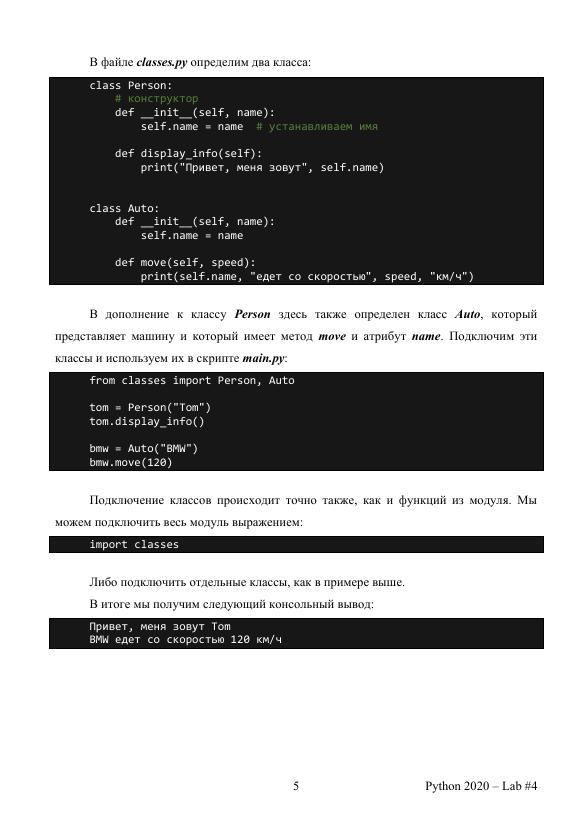 В файле classes.py определим два класса:
class Person:
    # конструктор
    def __init__(self, name):
        self.name = name  # устанавливаем имя
    def display_info(self):
        print("Привет, меня зовут", self.name)
class Auto:
    def __init__(self, name):
        self.name = name
    def move(self, speed):
        print(self.name, "едет со скоростью", speed, "км/ч")
В дополнение к классу Person здесь также определен класс Auto, который
представляет машину и который имеет метод move и атрибут name. Подключим эти
классы и используем их в скрипте main.py:
from classes import Person, Auto
tom = Person("Tom")
tom.display_info()
bmw = Auto("BMW")
bmw.move(120)
Подключение классов происходит точно также, как и функций из модуля. Мы
можем подключить весь модуль выражением:
import classes
Либо подключить отдельные классы, как в примере выше.
В итоге мы получим следующий консольный вывод:
Привет, меня зовут Tom
BMW едет со скоростью 120 км/ч
5 Python 2020 – Lab #4